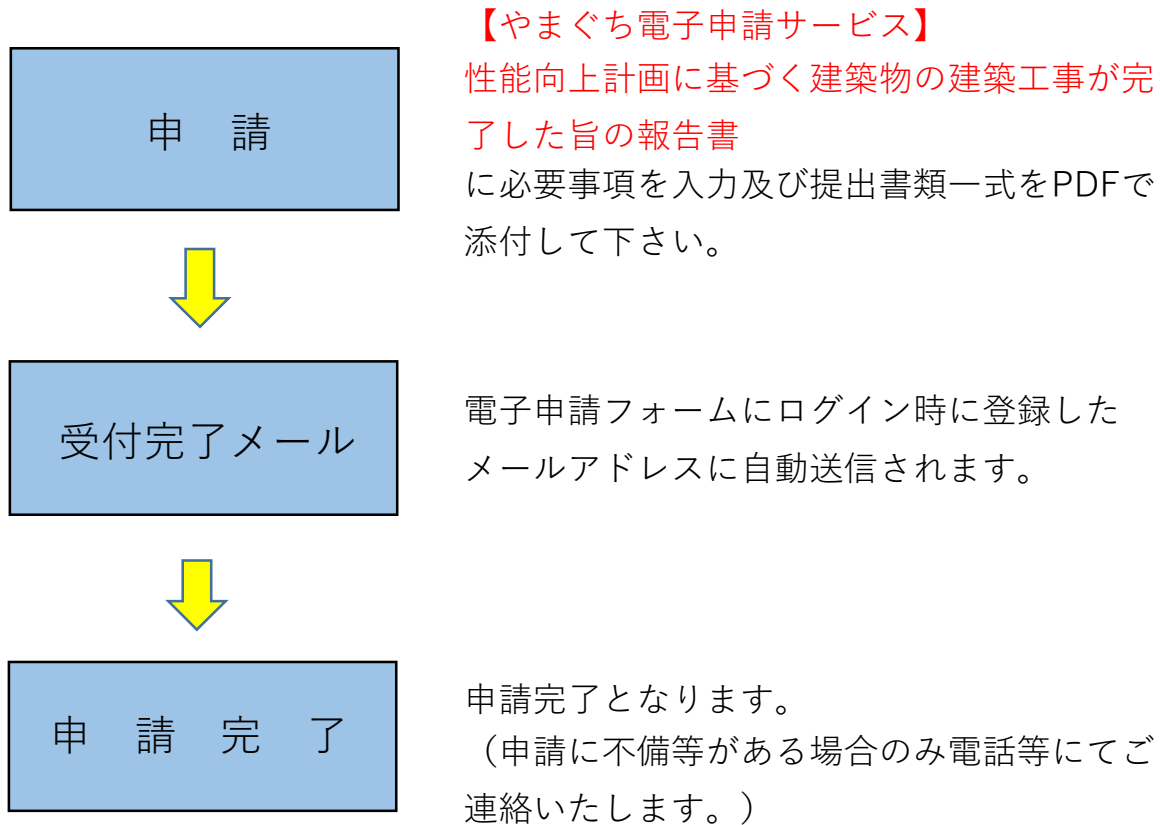 申　請
【やまぐち電子申請サービス】
性能向上計画に基づく建築物の建築工事が完
了した旨の報告書
に必要事項を入力及び提出書類一式をPDFで
添付して下さい。
受付完了メール
電子申請フォームにログイン時に登録した
メールアドレスに自動送信されます。
申　請　完　了
申請完了となります。
（申請に不備等がある場合のみ電話等にてご
連絡いたします。）